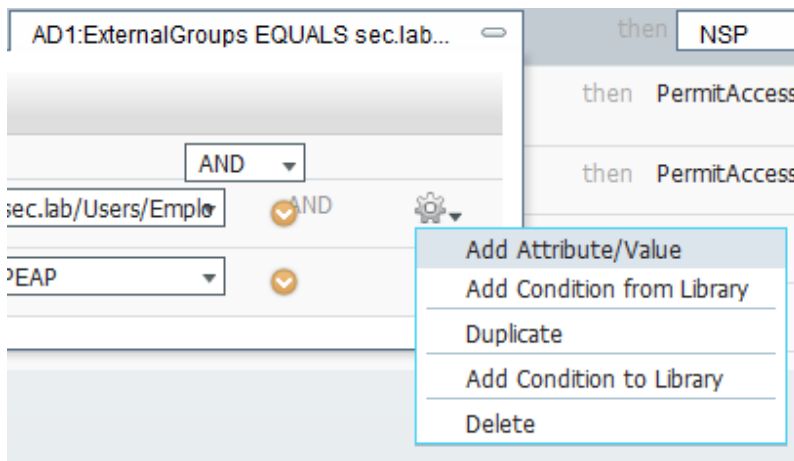 AD1:ExternalGroups EQUALS sec.lab...
then NSP
then PermitAccess
AND
then PermitAccess
sec.lab/Users/Emplo
AND
PEAP
Add Attribute/Value
Add Condition from Library
Duplicate
Add Condition to Library
Delete